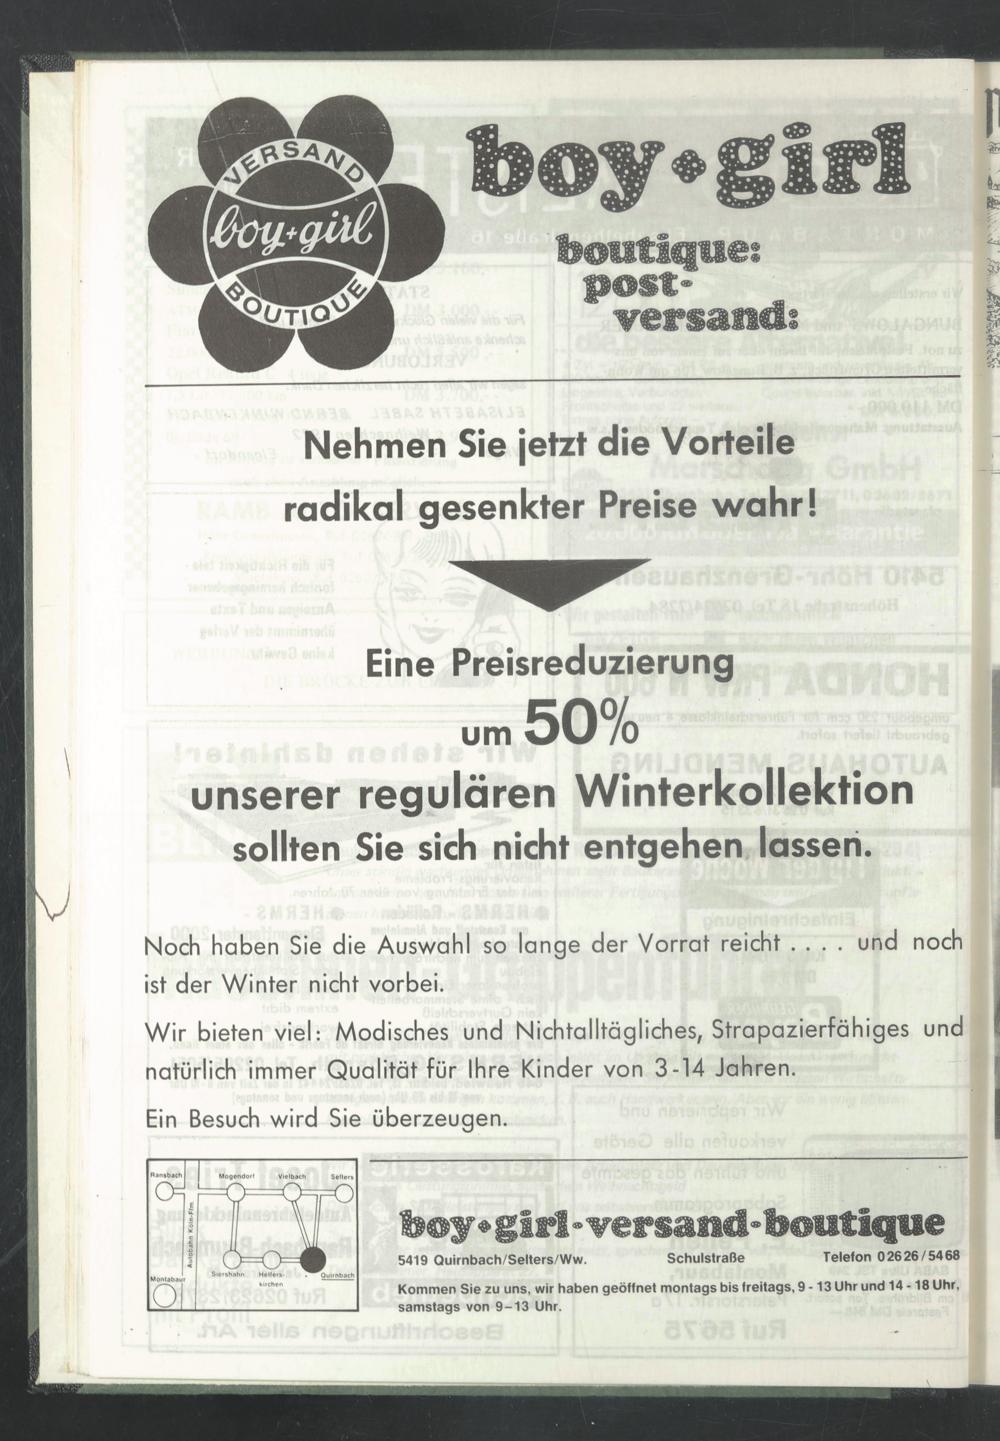 VERSAND
boy+girl
BOUTIQUE
boy+girl
boutique:
post-
versand:
Nehmen Sie jetzt die Vorteile
radikal gesenkter Preise wahr!
Eine Preisreduzierung
um 50%
unserer regulären Winterkollektion
sollten Sie sich nicht entgehen lassen.
Noch haben Sie die Auswahl so lange der Vorrat reicht .... und noch
ist der Winter nicht vorbei.
Wir bieten viel: Modisches und Nichtalltägliches, Strapazierfähiges und
natürlich immer Qualität für Ihre Kinder von 3-14 Jahren.
Ein Besuch wird Sie überzeugen.
Ransbach Mogendorf Vielbach Selters
Autobahn Köln-Ffm.
Siershahn Helfers-
kirchen
Quirnbach
Montabaur
boy+girl-versand-boutique
5419 Quirnbach/Selters/Ww. Schulstraße Telefon 02626/5468
Kommen Sie zu uns, wir haben geöffnet montags bis freitags, 9 - 13 Uhr und 14 - 18 Uhr,
samstags von 9–13 Uhr.